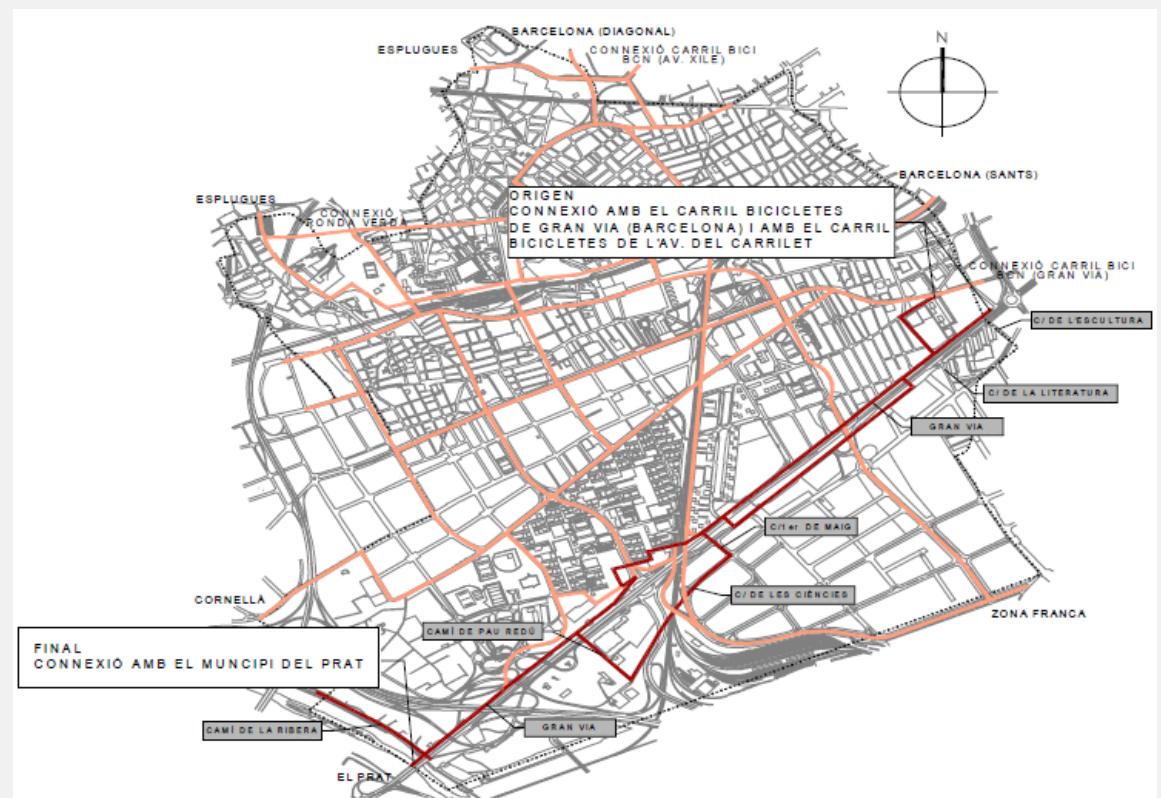 BARCELONA (DIAGONAL)
ESPLUGUES
CONNEXIÓ CARRIL BICI
BCN (AV. XILE)
N
BARCELONA (SANTS)
ESPLUGUES
CONNEXIÓ
RONDA VERDA
ORIGEN
CONNEXIÓ AMB EL CARRIL BICICLETES
DE GRAN VIA (BARCELONA) I AMB EL CARRIL
BICICLETES DE L'AV. DEL CARRILET
CONNEXIÓ CARRIL BICI
BCN (GRAN VIA)
C/ DE L'ESCULTURA
C/ DE LA LITERATURA
GRAN VIA
C/1er DE MAIG
C/ DE LES CIÈNCIES
CORNELLÀ
ZONA FRANCA
CAMÍ DE PAU REDÚ
FINAL
CONNEXIÓ AMB EL MUNCIPI DEL PRAT
CAMÍ DE LA RIBERA
GRAN VIA
EL PRAT